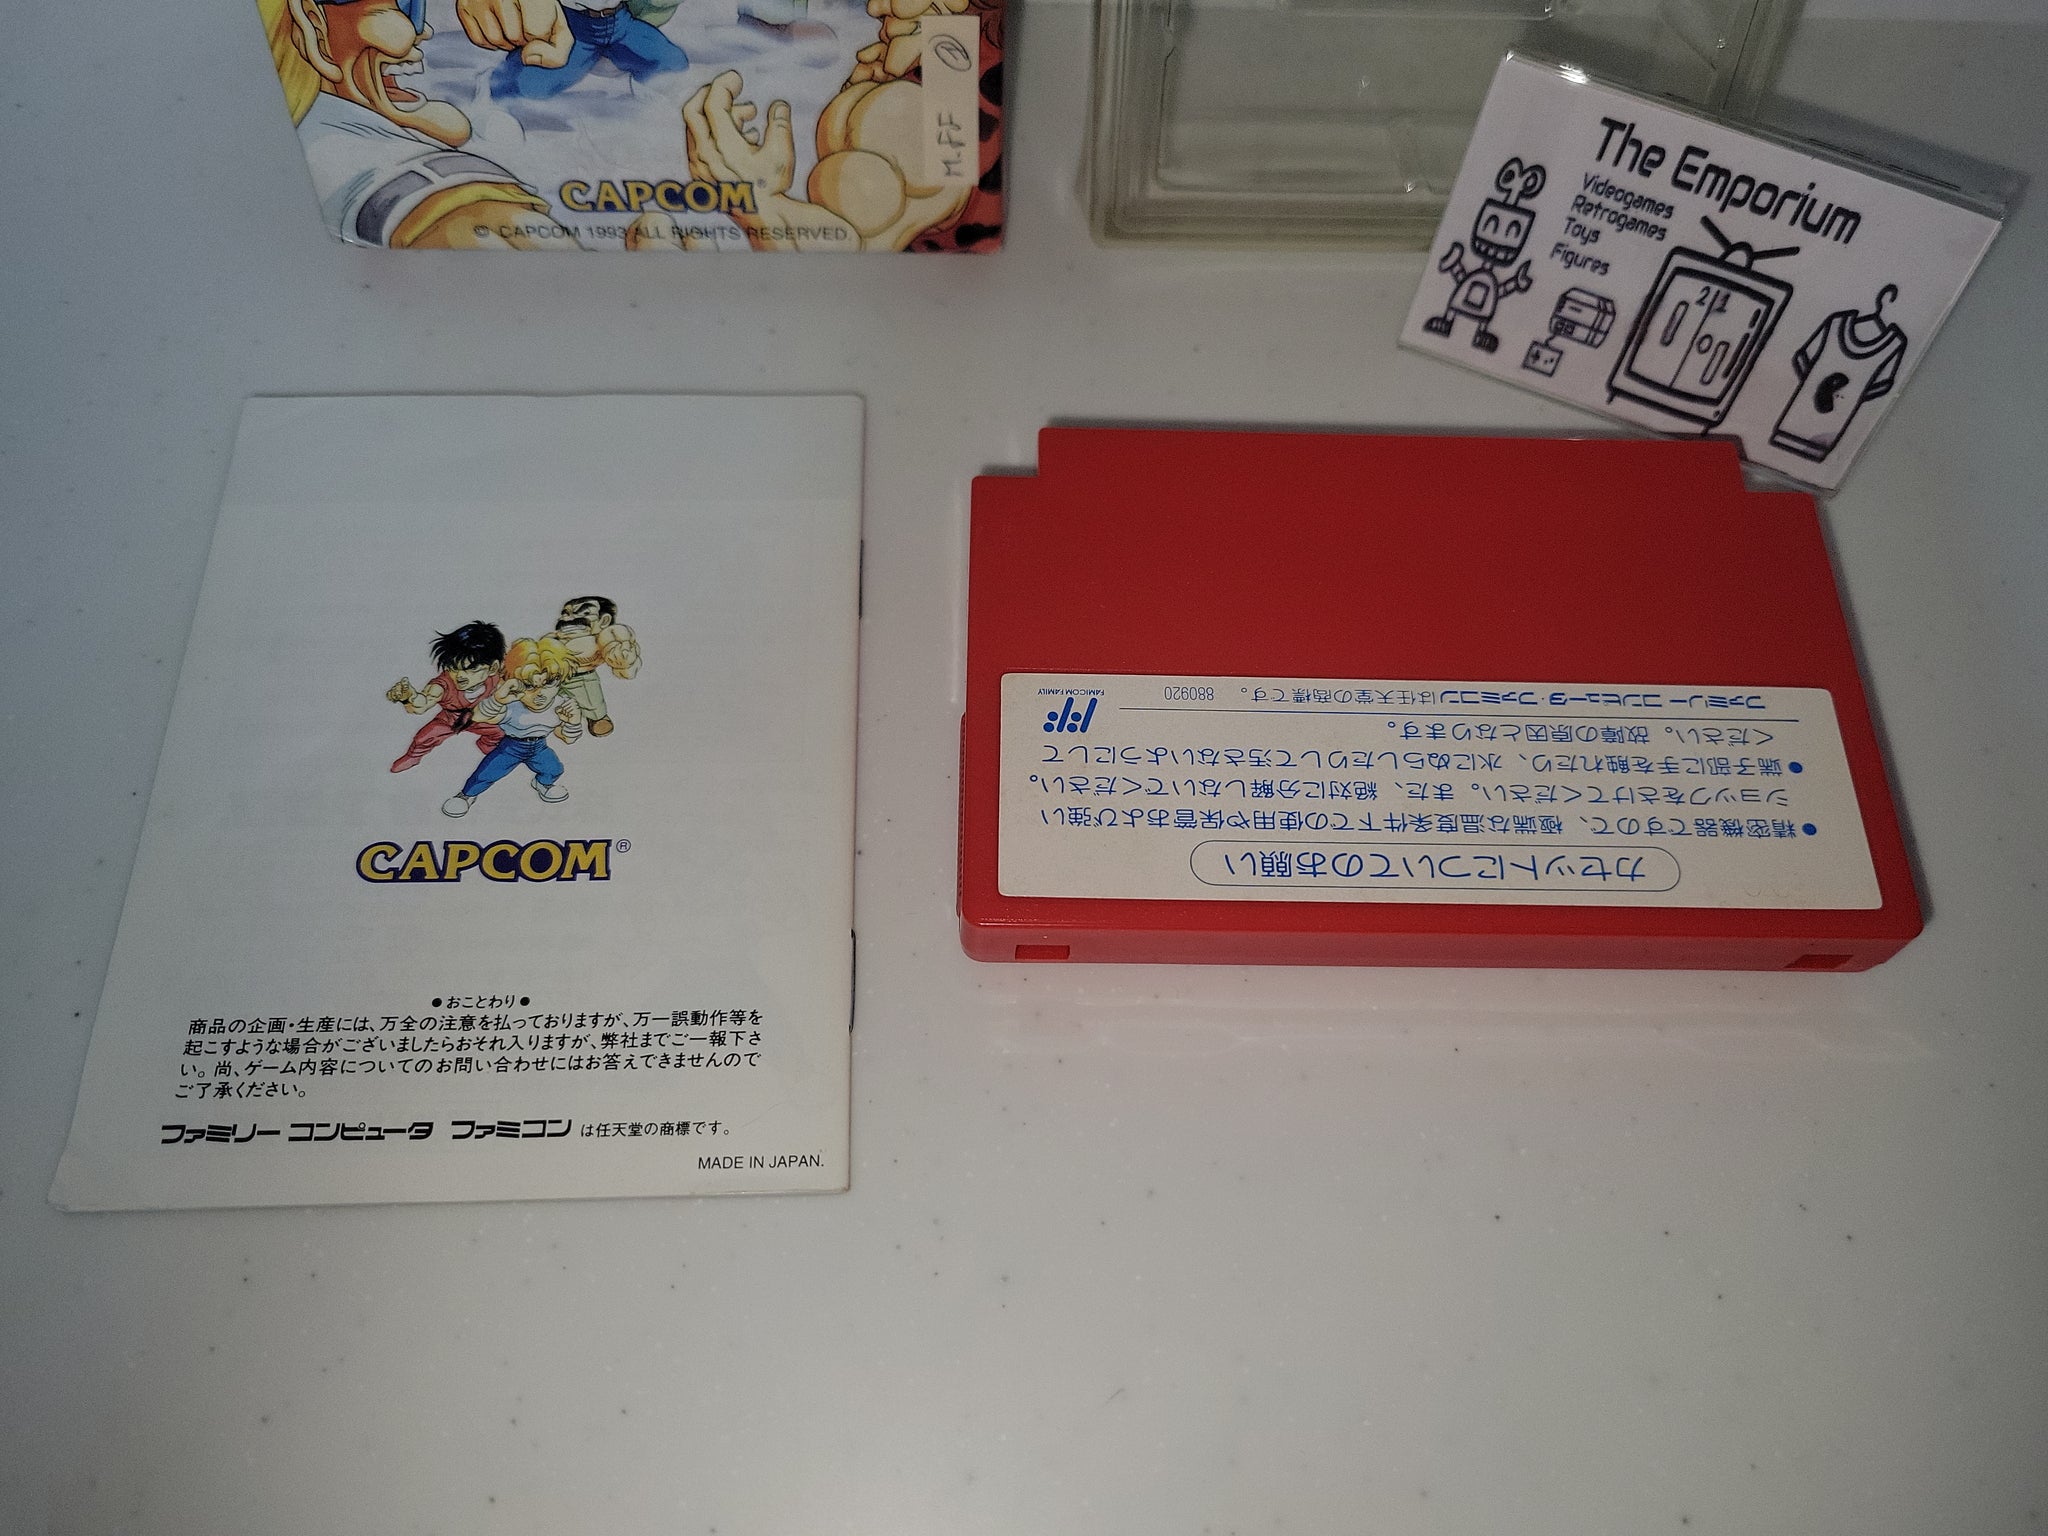 CAPCOM®
© CAPCOM 1993 ALL RIGHTS RESERVED.
M.FF
The Emporium
Videogames
Retrogames
Toys
Figures
21
CAPCOM®
●おことわり●
商品の企画・生産には、万全の注意を払っておりますが、万一誤動作等を
起こすような場合がございましたらおそれ入りますが、弊社までご一報下さ
い。尚、ゲーム内容についてのお問い合わせにはお答えできませんので
ご了承ください。
ファミリー コンピュータ ファミコン は任天堂の商標です。
MADE IN JAPAN.
カセットについてのお願い
●精密機器ですので、極端な温度条件下での使用や保管および強い
ショックをさけてください。また、絶対に分解しないでください。
●端子部に手を触れたり、水にぬらしたりして汚さないようにして
ください。故障の原因となります。
ファミリー コンピュータ・ファミコンは任天堂の商標です。 880920
FAMICOM FAMILY